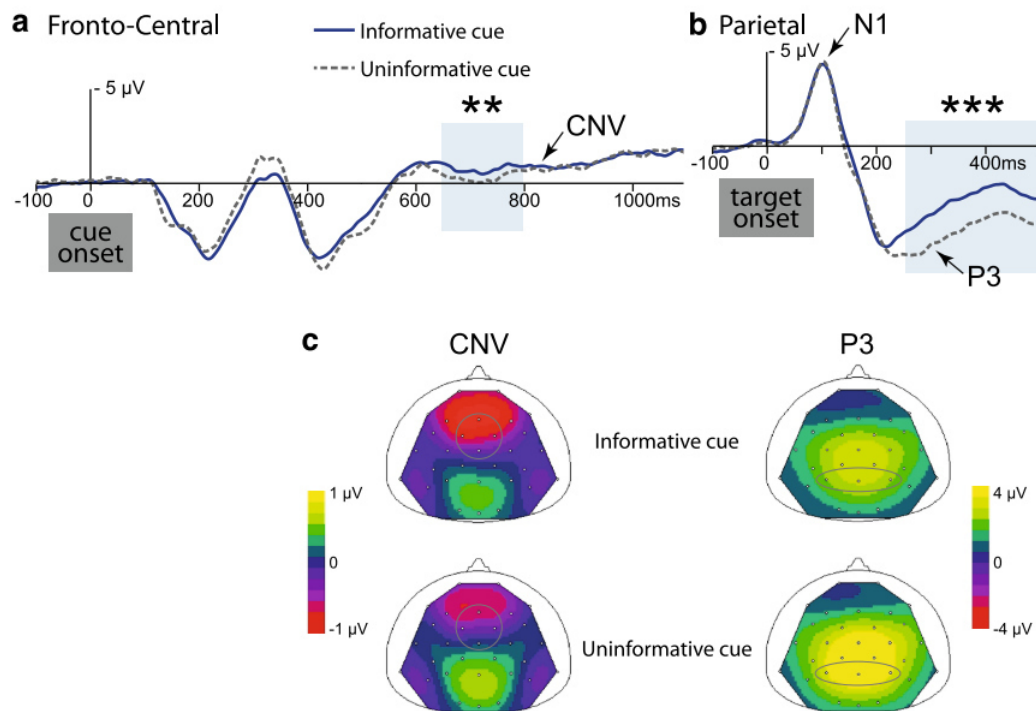 a Fronto-Central
Informative cue
Uninformative cue
- 5 µV
**
CNV
-100 0 200 400 600 800 1000ms
cue
onset
b Parietal
N1
- 5 µV
***
-100 0 200 400ms
target
onset
P3
c
CNV
P3
Informative cue
1 µV
0
-1 µV
4 µV
0
-4 µV
Uninformative cue